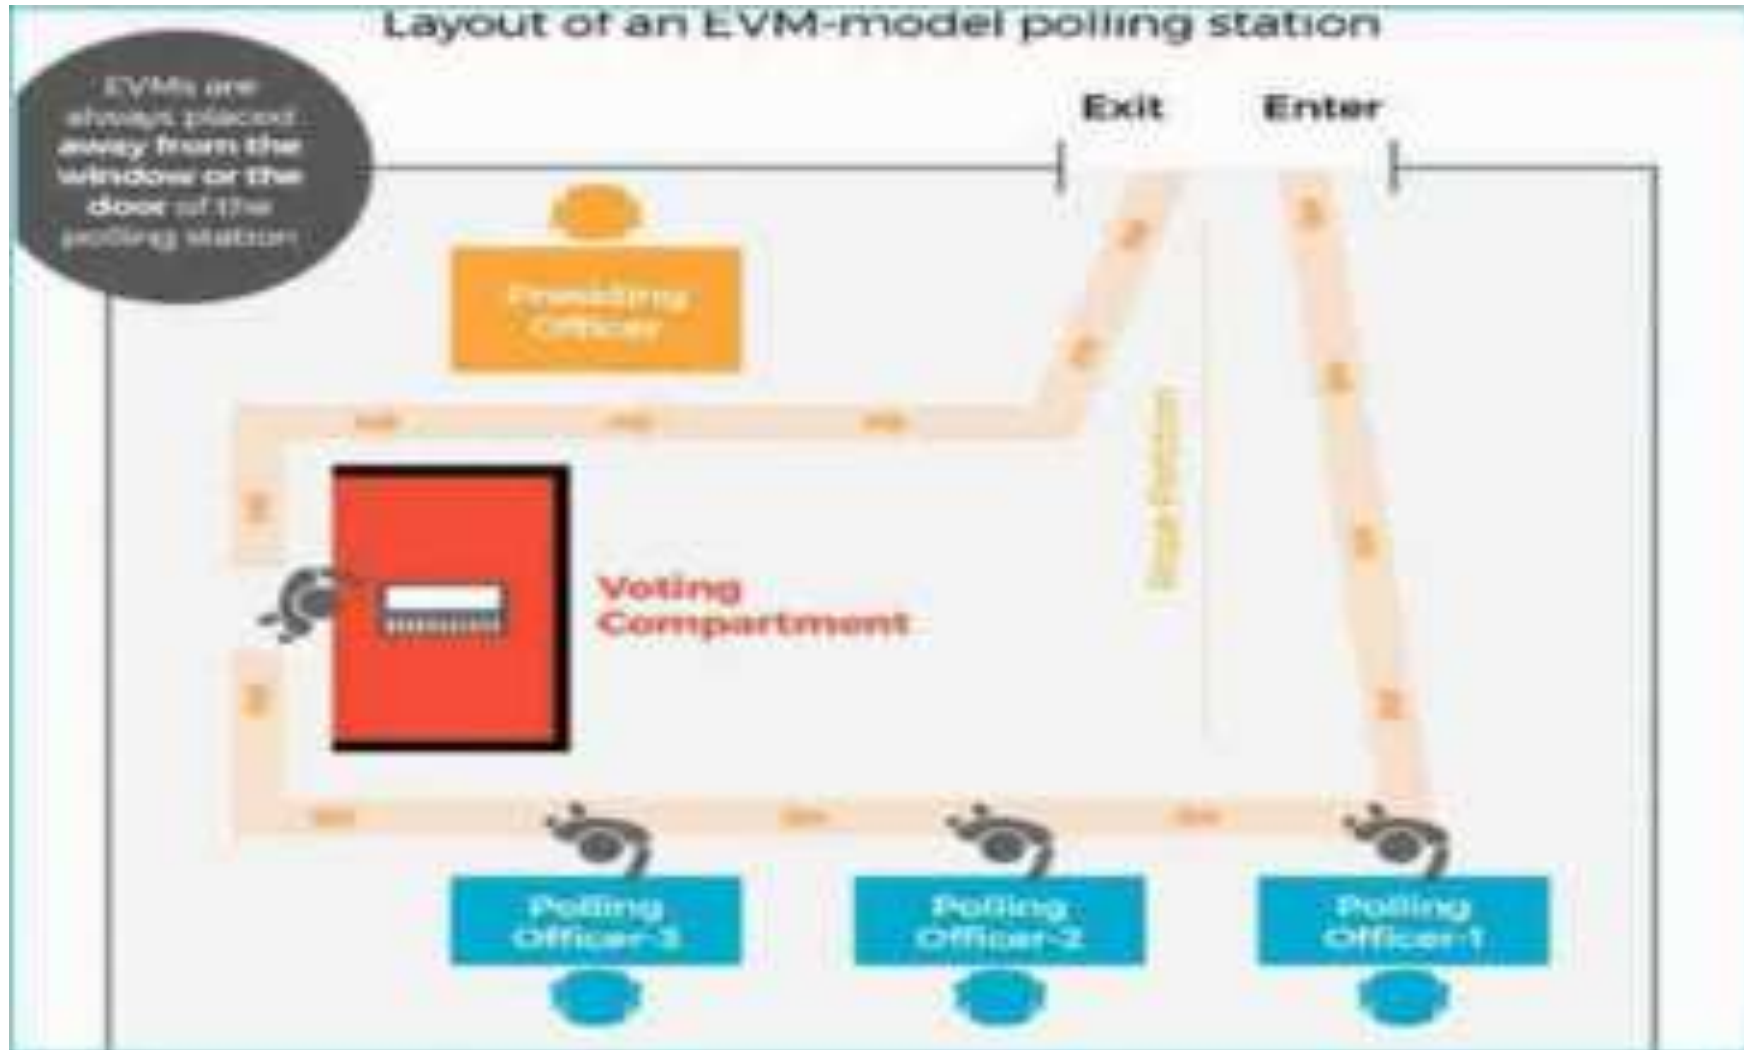 Layout of an EVM-model polling station
EVMs are
always placed
away from the
window or the
door of the
polling station
Exit
Enter
Presiding
Officer
Voting
Compartment
Polling
Officer-3
Polling
Officer-2
Polling
Officer-1